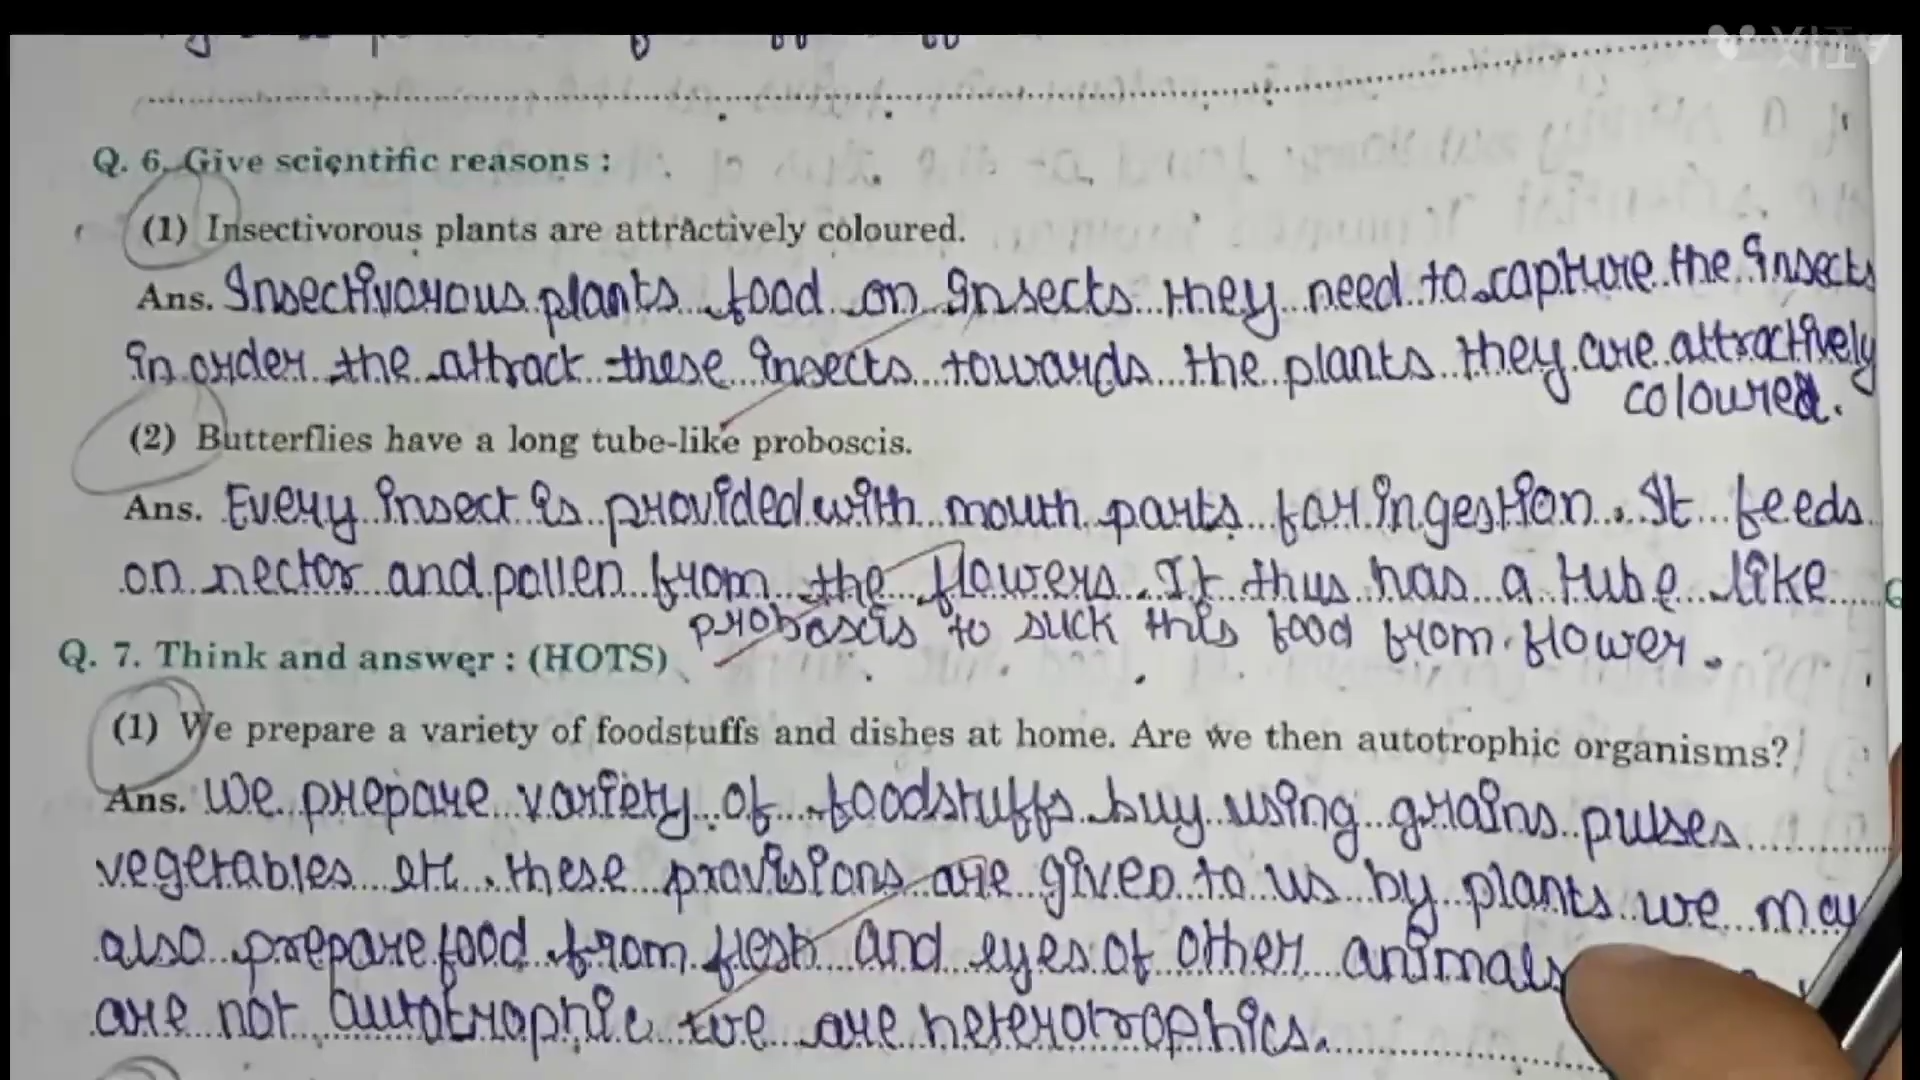 Q. 6. Give scientific reasons :
(1) Insectivorous plants are attractively coloured.
Ans. Insectivorous plants food on insects they need to capture the insects
in order the attract these insects towards the plants they are attractively
coloured.
(2) Butterflies have a long tube-like proboscis.
Ans. Every insect is provided with mouth parts for ingestion. It feeds
on nector and pollen from the flowers. It thus has a tube like
proboscis to suck this food from flower.
Q. 7. Think and answer : (HOTS)
(1) We prepare a variety of foodstuffs and dishes at home. Are we then autotrophic organisms?
Ans. We prepare variety of foodstuffs buy using grains pulses
vegetables etc. these provisions are given to us by plants we may
also prepare food from flesh and eyes of other animals
are not autotrophic we are heterotrophics.